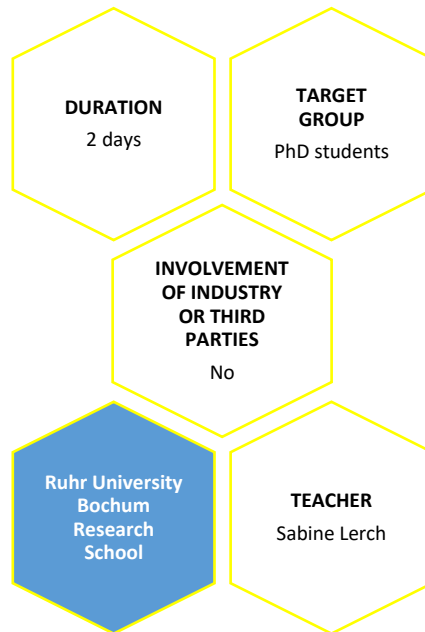 DURATION
2 days
TARGET
GROUP
PhD students
INVOLVEMENT
OF INDUSTRY
OR THIRD
PARTIES
No
Ruhr University
Bochum
Research
School
TEACHER
Sabine Lerch